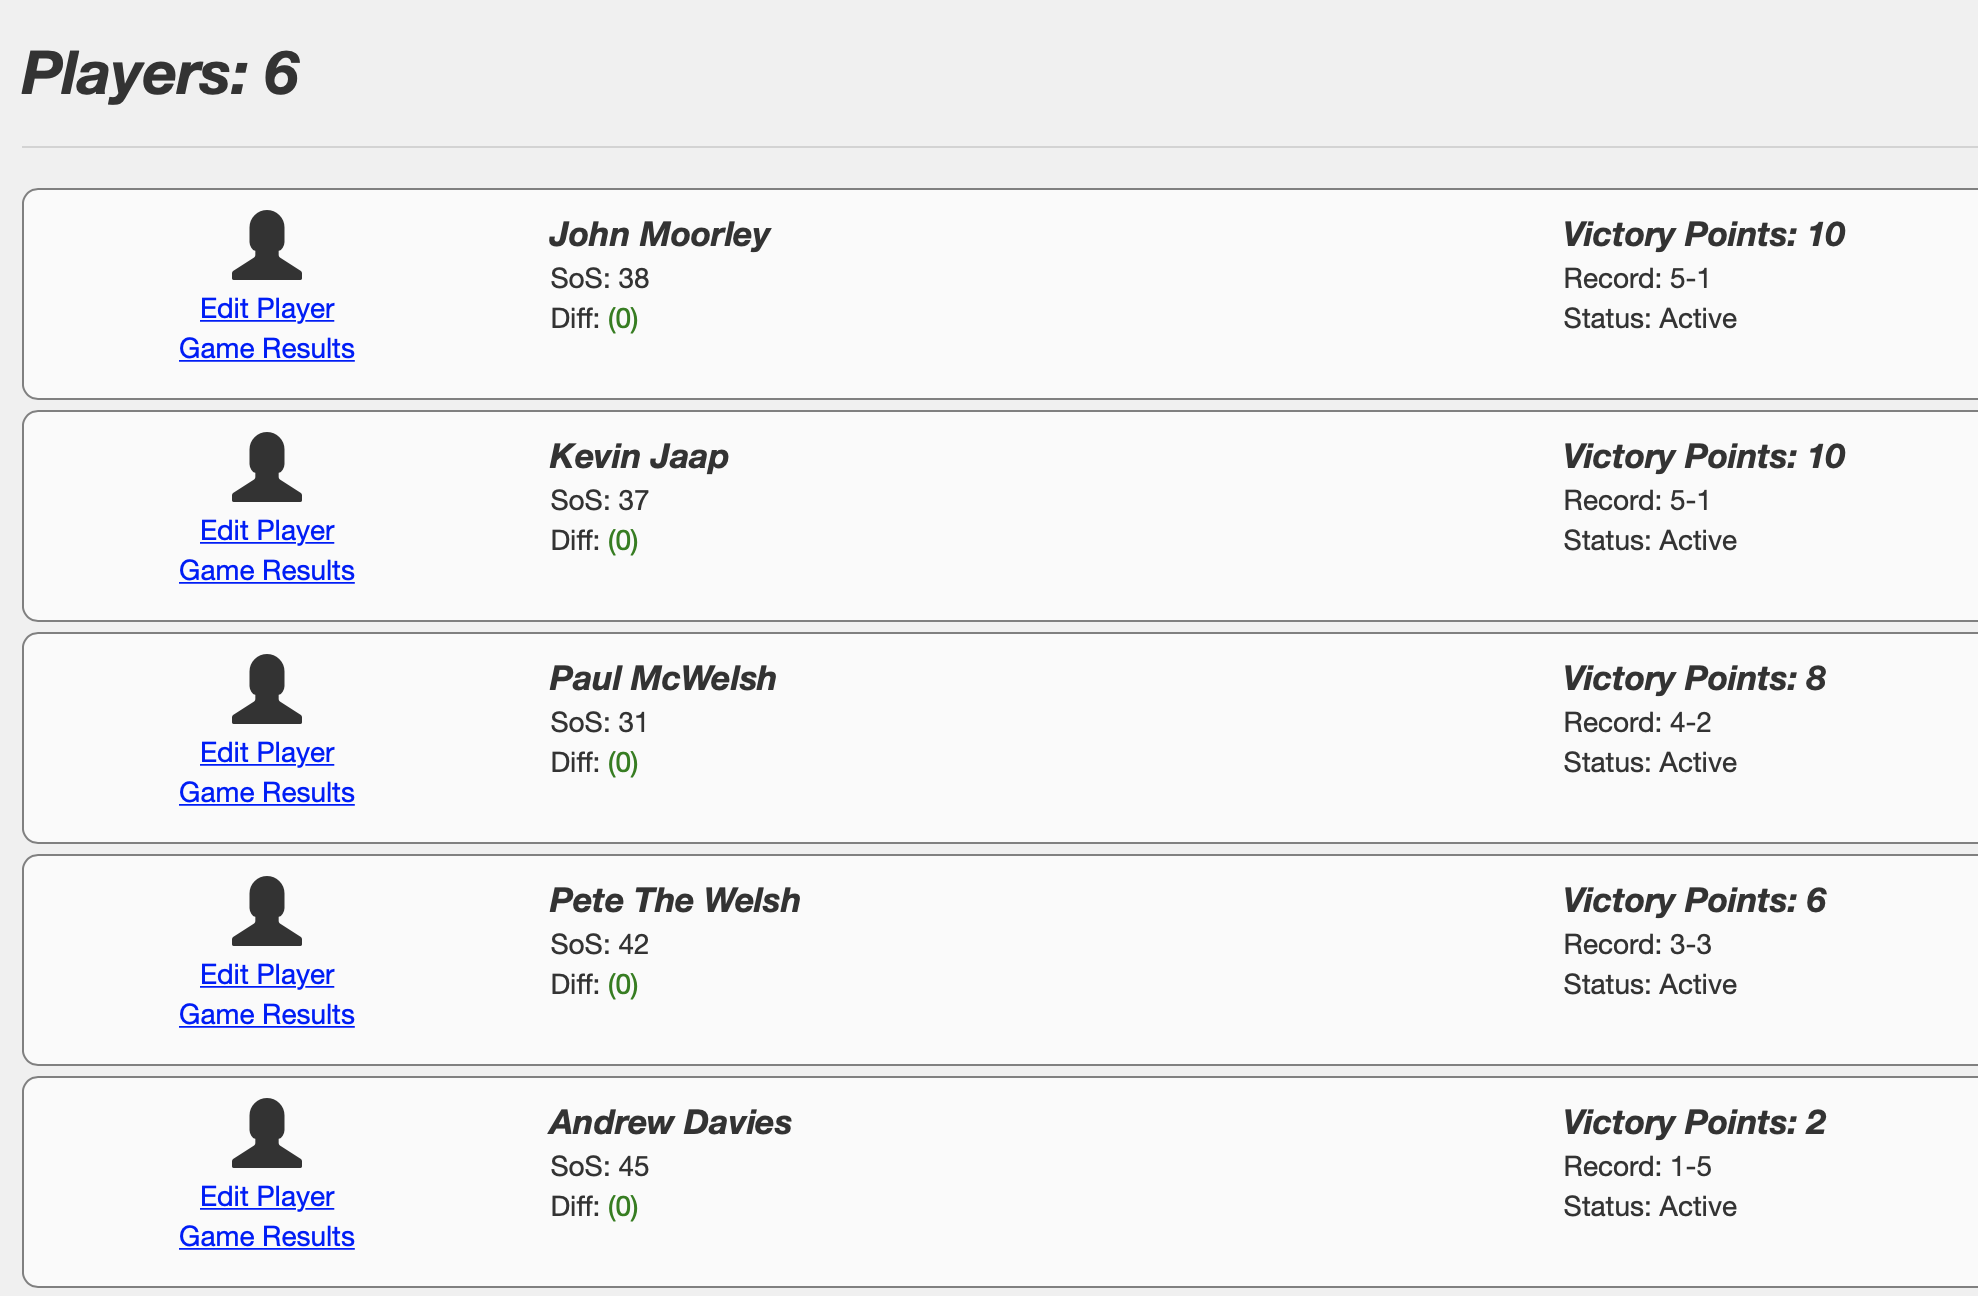 Players: 6
John Moorley
Victory Points: 10
SoS: 38
Record: 5-1
Diff: (0)
Status: Active
Edit Player
Game Results
Kevin Jaap
Victory Points: 10
SoS: 37
Record: 5-1
Diff: (0)
Status: Active
Edit Player
Game Results
Paul McWelsh
Victory Points: 8
SoS: 31
Record: 4-2
Diff: (0)
Status: Active
Edit Player
Game Results
Pete The Welsh
Victory Points: 6
SoS: 42
Record: 3-3
Diff: (0)
Status: Active
Edit Player
Game Results
Andrew Davies
Victory Points: 2
SoS: 45
Record: 1-5
Diff: (0)
Status: Active
Edit Player
Game Results